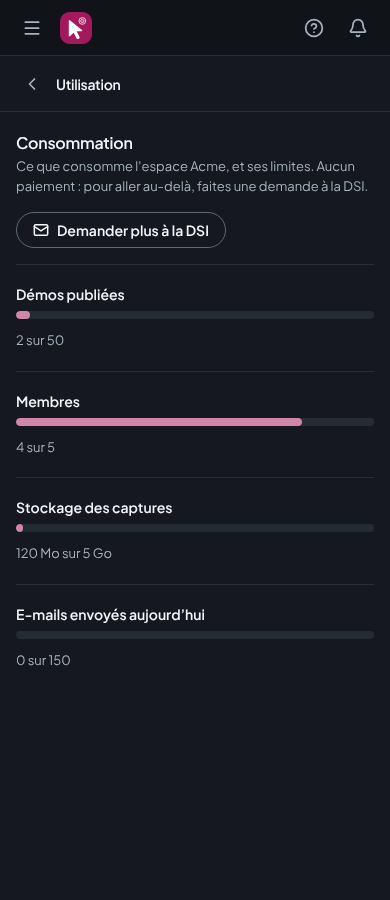 Utilisation
Consommation
Ce que consomme l’espace Acme, et ses limites. Aucun
paiement : pour aller au-delà, faites une demande à la DSI.
Demander plus à la DSI
Démos publiées
2 sur 50
Membres
4 sur 5
Stockage des captures
120 Mo sur 5 Go
E-mails envoyés aujourd’hui
0 sur 150